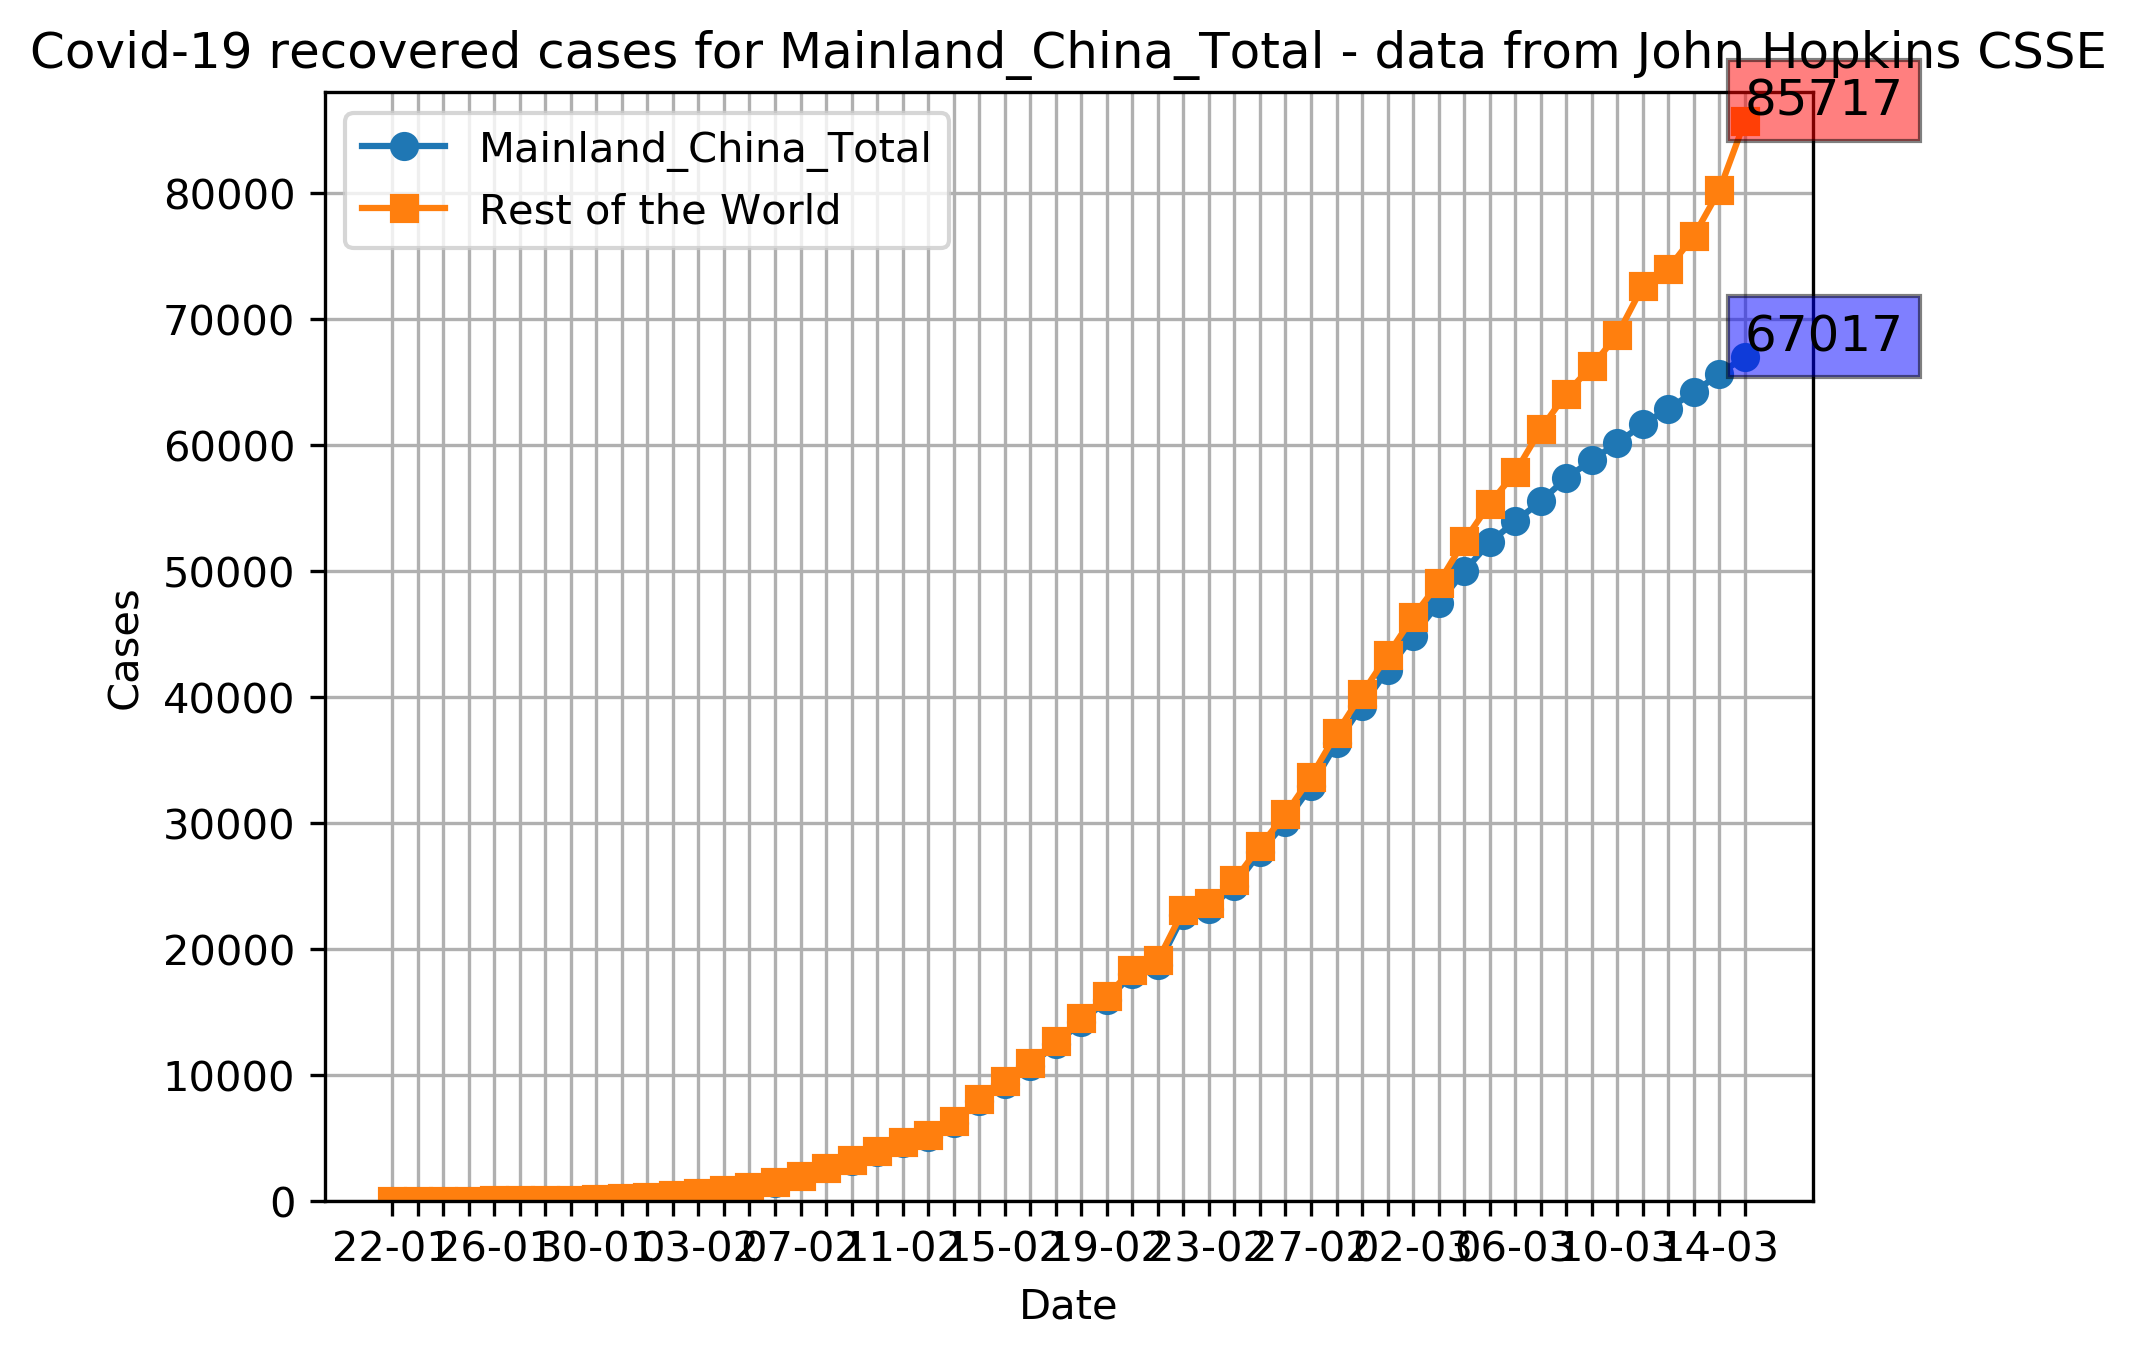 Covid-19 recovered cases for Mainland_China_Total - data from John Hopkins CSSE
85717
Mainland_China_Total
Rest of the World
67017
80000
70000
60000
50000
40000
30000
20000
10000
0
Cases
22-01 26-01 30-01 03-02 07-02 11-02 15-02 19-02 23-02 27-02 02-03 06-03 10-03 14-03
Date